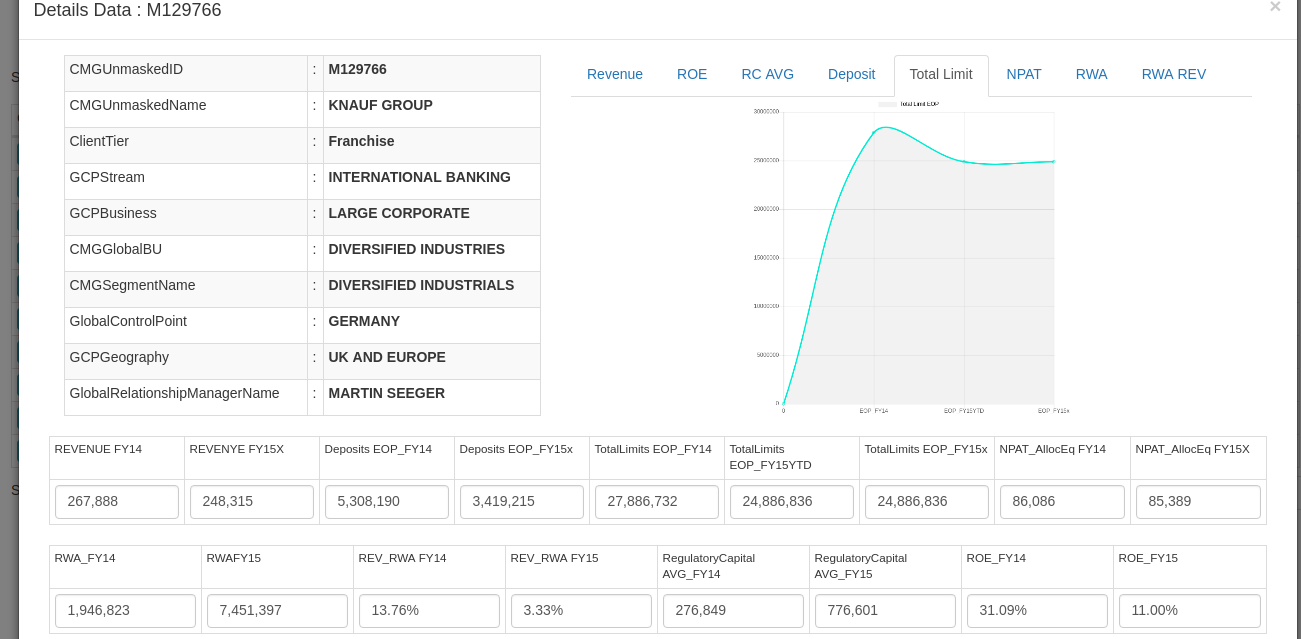 Details Data : M129766
×
CMGUnmaskedID : M129766
CMGUnmaskedName : KNAUF GROUP
ClientTier : Franchise
GCPStream : INTERNATIONAL BANKING
GCPBusiness : LARGE CORPORATE
CMGGlobalBU : DIVERSIFIED INDUSTRIES
CMGSegmentName : DIVERSIFIED INDUSTRIALS
GlobalControlPoint : GERMANY
GCPGeography : UK AND EUROPE
GlobalRelationshipManagerName : MARTIN SEEGER
Revenue ROE RC AVG Deposit Total Limit NPAT RWA RWA REV
Total Limit EOP
30000000
25000000
20000000
15000000
10000000
5000000
0
0 EOP_FY14 EOP_FY15YTD EOP_FY15x
REVENUE FY14 REVENYE FY15X Deposits EOP_FY14 Deposits EOP_FY15x TotalLimits EOP_FY14 TotalLimits EOP_FY15YTD TotalLimits EOP_FY15x NPAT_AllocEq FY14 NPAT_AllocEq FY15X
267,888 248,315 5,308,190 3,419,215 27,886,732 24,886,836 24,886,836 86,086 85,389
RWA_FY14 RWAFY15 REV_RWA FY14 REV_RWA FY15 RegulatoryCapital AVG_FY14 RegulatoryCapital AVG_FY15 ROE_FY14 ROE_FY15
1,946,823 7,451,397 13.76% 3.33% 276,849 776,601 31.09% 11.00%